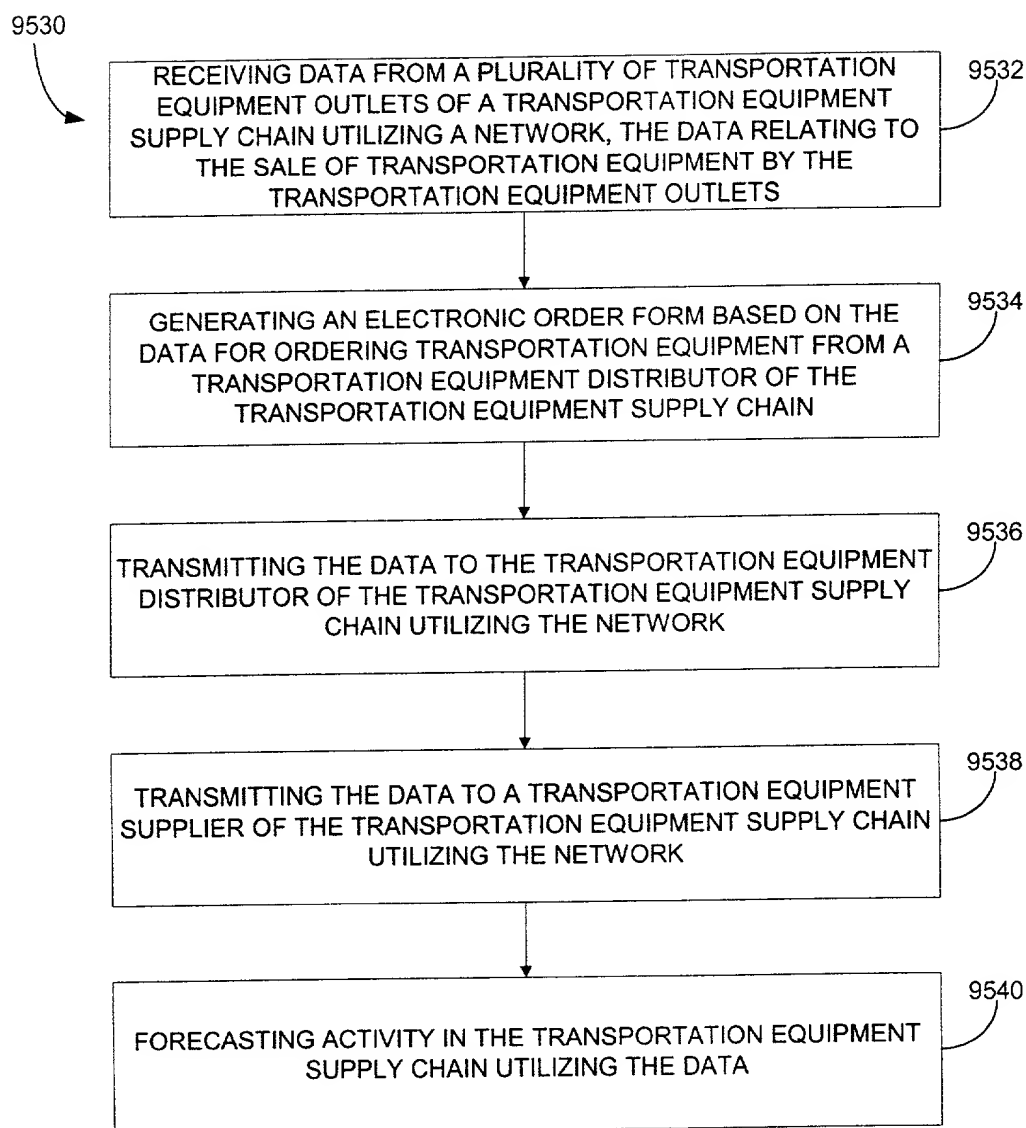 9530
RECEIVING DATA FROM A PLURALITY OF TRANSPORTATION
EQUIPMENT OUTLETS OF A TRANSPORTATION EQUIPMENT
SUPPLY CHAIN UTILIZING A NETWORK, THE DATA RELATING TO
THE SALE OF TRANSPORTATION EQUIPMENT BY THE
TRANSPORTATION EQUIPMENT OUTLETS
9532
GENERATING AN ELECTRONIC ORDER FORM BASED ON THE
DATA FOR ORDERING TRANSPORTATION EQUIPMENT FROM A
TRANSPORTATION EQUIPMENT DISTRIBUTOR OF THE
TRANSPORTATION EQUIPMENT SUPPLY CHAIN
9534
TRANSMITTING THE DATA TO THE TRANSPORTATION EQUIPMENT
DISTRIBUTOR OF THE TRANSPORTATION EQUIPMENT SUPPLY
CHAIN UTILIZING THE NETWORK
9536
TRANSMITTING THE DATA TO A TRANSPORTATION EQUIPMENT
SUPPLIER OF THE TRANSPORTATION EQUIPMENT SUPPLY CHAIN
UTILIZING THE NETWORK
9538
FORECASTING ACTIVITY IN THE TRANSPORTATION EQUIPMENT
SUPPLY CHAIN UTILIZING THE DATA
9540